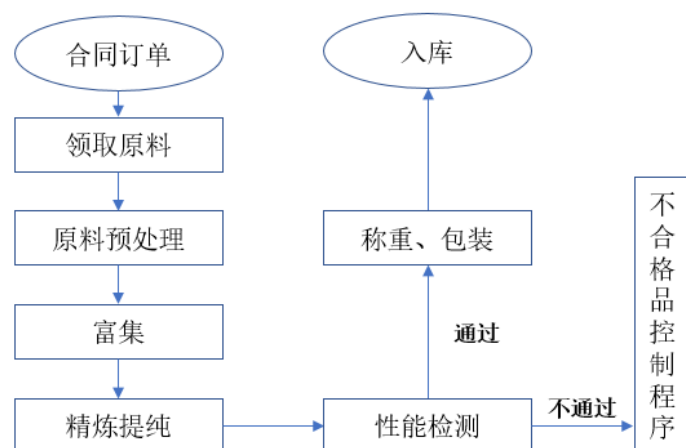 合同订单
领取原料
原料预处理
富集
精炼提纯
性能检测
通过
称重、包装
入库
不通过
不合格品控制程序